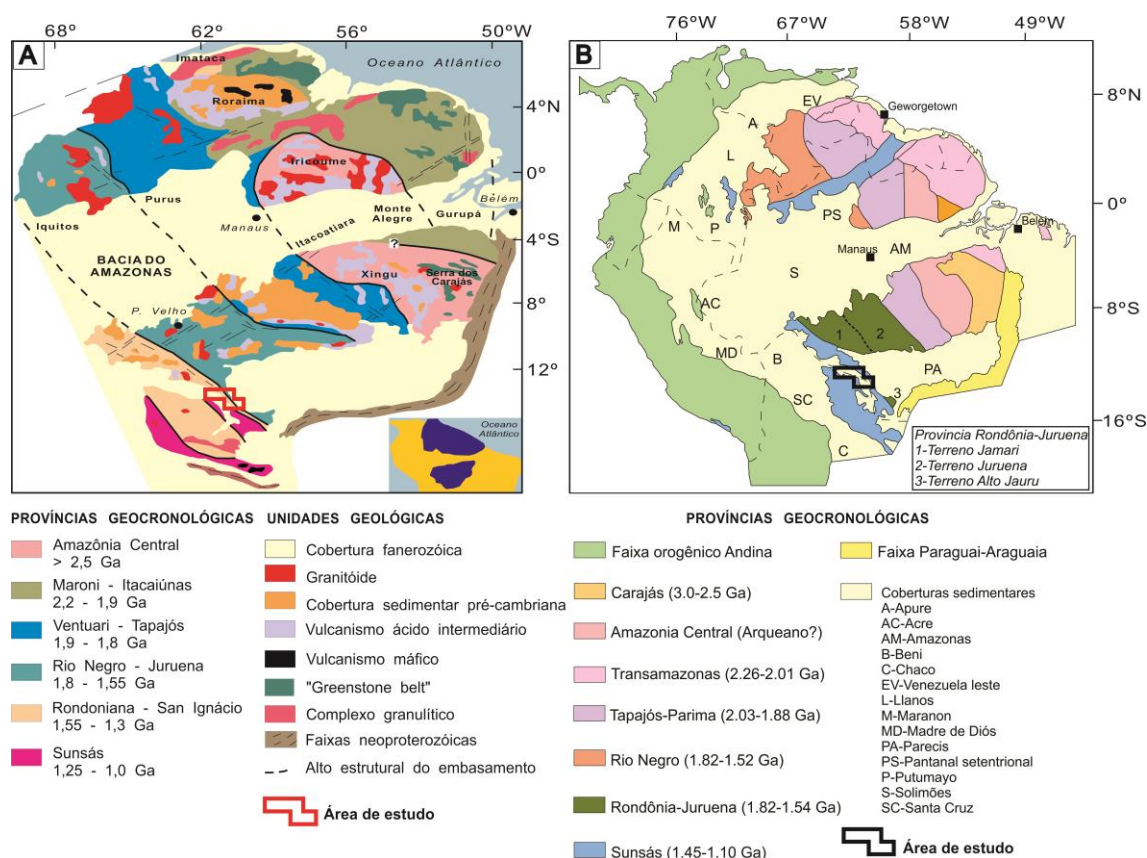 68°
62°
56°
50°W
A
Imataca
Oceano Atlântico
Roraima
4°N
Iricoume
0°
Purus
Belém
Iquitos
Manaus
Itacoatiara
Monte
Alegre
Gurupà
4°S
?
BACIA DO
AMAZONAS
Xingu
Serra dos
Carajás
8°
P. Velho
12°
Oceano
Atlântico
PROVÍNCIAS GEOCRONOLÓGICAS
Amazônia Central
> 2,5 Ga
Maroni - Itacaiúnas
2,2 - 1,9 Ga
Ventuari - Tapajós
1,9 - 1,8 Ga
Rio Negro - Juruena
1,8 - 1,55 Ga
Rondoniana - San Ignácio
1,55 - 1,3 Ga
Sunsás
1,25 - 1,0 Ga
UNIDADES GEOLÓGICAS
Cobertura fanerozóica
Granitóide
Cobertura sedimentar pré-cambriana
Vulcanismo ácido intermediário
Vulcanismo máfico
"Greenstone belt"
Complexo granulítico
Faixas neoproterozóicas
Alto estrutural do embasamento
Área de estudo
76°W
67°W
58°W
49°W
B
8°N
EV
Geworgetown
A
L
0°
PS
Belém
M
P
Manaus
AM
S
AC
8°S
1
2
MD
B
PA
SC
3
16°S
C
Provincia Rondônia-Juruena
1-Terreno Jamari
2-Terreno Juruena
3-Terreno Alto Jauru
PROVÍNCIAS GEOCRONOLÓGICAS
Faixa orogênico Andina
Carajás (3.0-2.5 Ga)
Amazonia Central (Arqueano?)
Transamazonas (2.26-2.01 Ga)
Tapajós-Parima (2.03-1.88 Ga)
Rio Negro (1.82-1.52 Ga)
Rondônia-Juruena (1.82-1.54 Ga)
Sunsás (1.45-1.10 Ga)
Faixa Paraguai-Araguaia
Coberturas sedimentares
A-Apure
AC-Acre
AM-Amazonas
B-Beni
C-Chaco
EV-Venezuela leste
L-Llanos
M-Maranon
MD-Madre de Diós
PA-Parecis
PS-Pantanal setentrional
P-Putumayo
S-Solimões
SC-Santa Cruz
Área de estudo